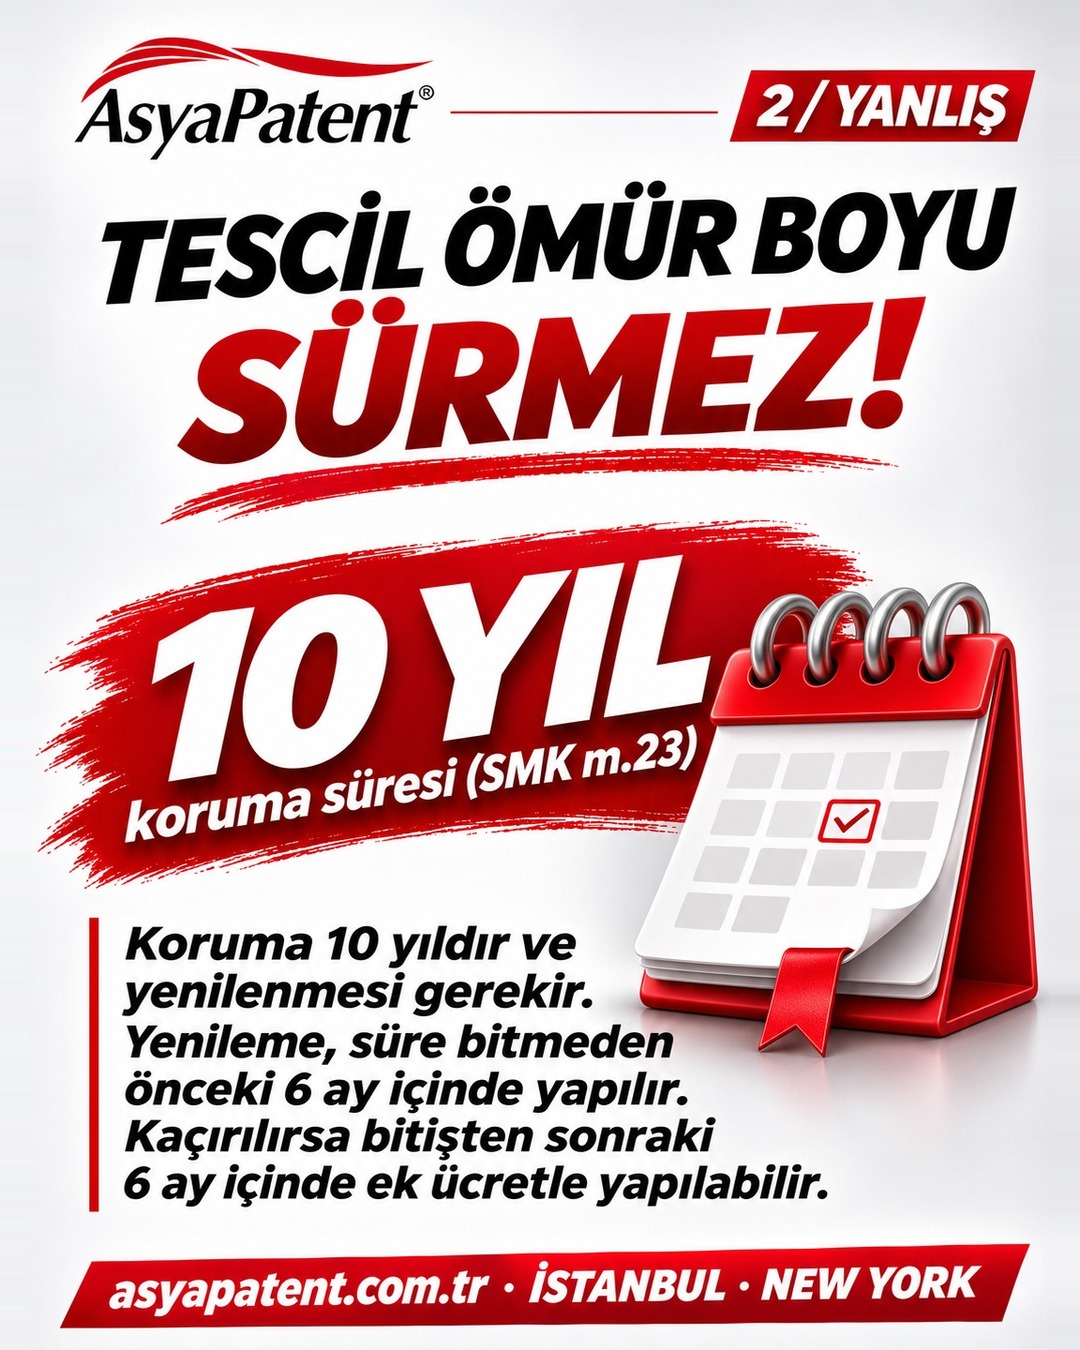 AsyaPatent®
2 / YANLIŞ
TESCİL ÖMÜR BOYU
SÜRMEZ!
10 YIL
koruma süresi (SMK m.23)
Koruma 10 yıldır ve
yenilenmesi gerekir.
Yenileme, süre bitmeden
önceki 6 ay içinde yapılır.
Kaçırılırsa bitişten sonraki
6 ay içinde ek ücretle yapılabilir.
asyapatent.com.tr · İSTANBUL · NEW YORK